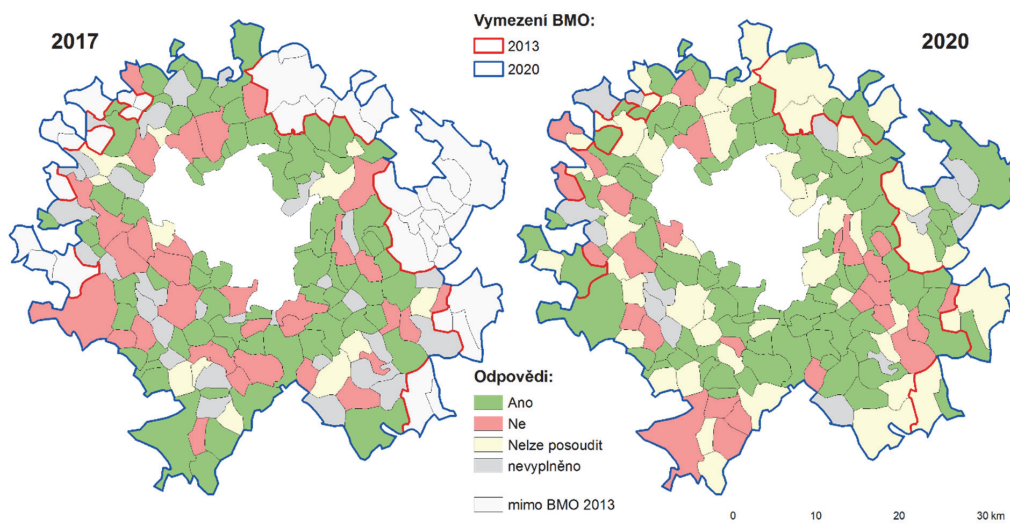 2017
Vymezení BMO:
2013
2020
2020
Odpovědi:
Ano
Ne
Nelze posoudit
nevyplněno
mimo BMO 2013
0 10 20 30 km